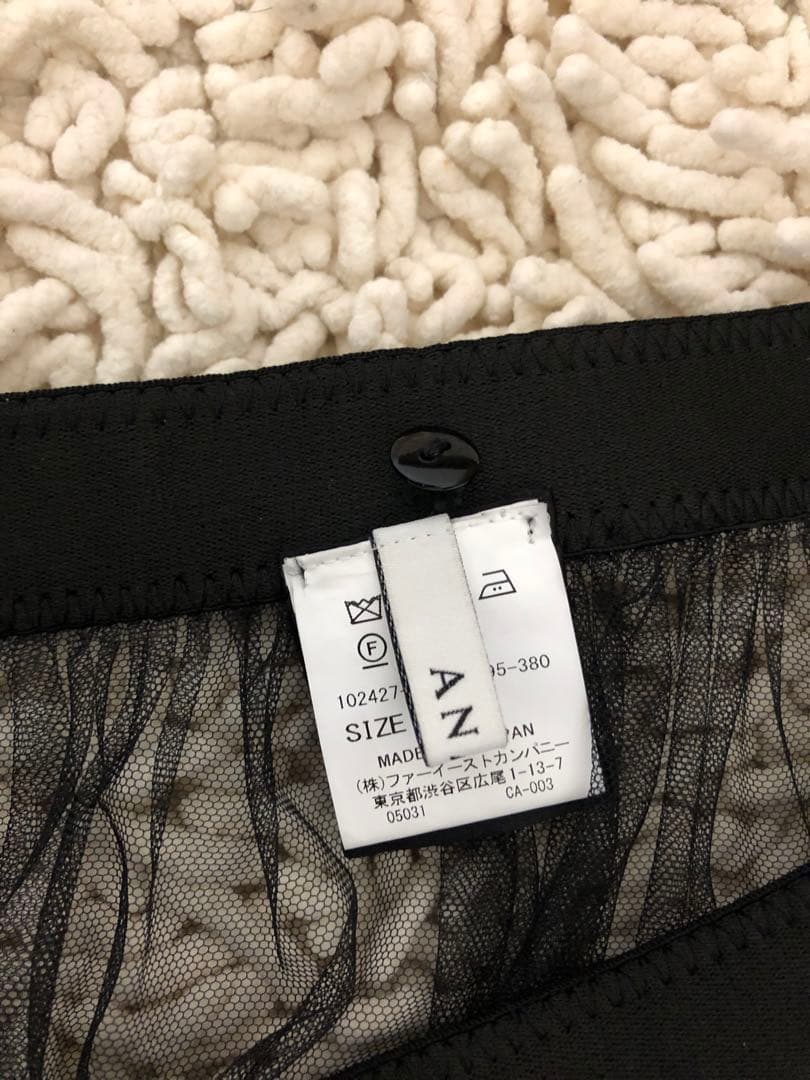 F
102427- 95-380
SIZE
AN
MADE PAN
(株)ファーイーストカンパニー
東京都渋谷区広尾1-13-7
05031 CA-003